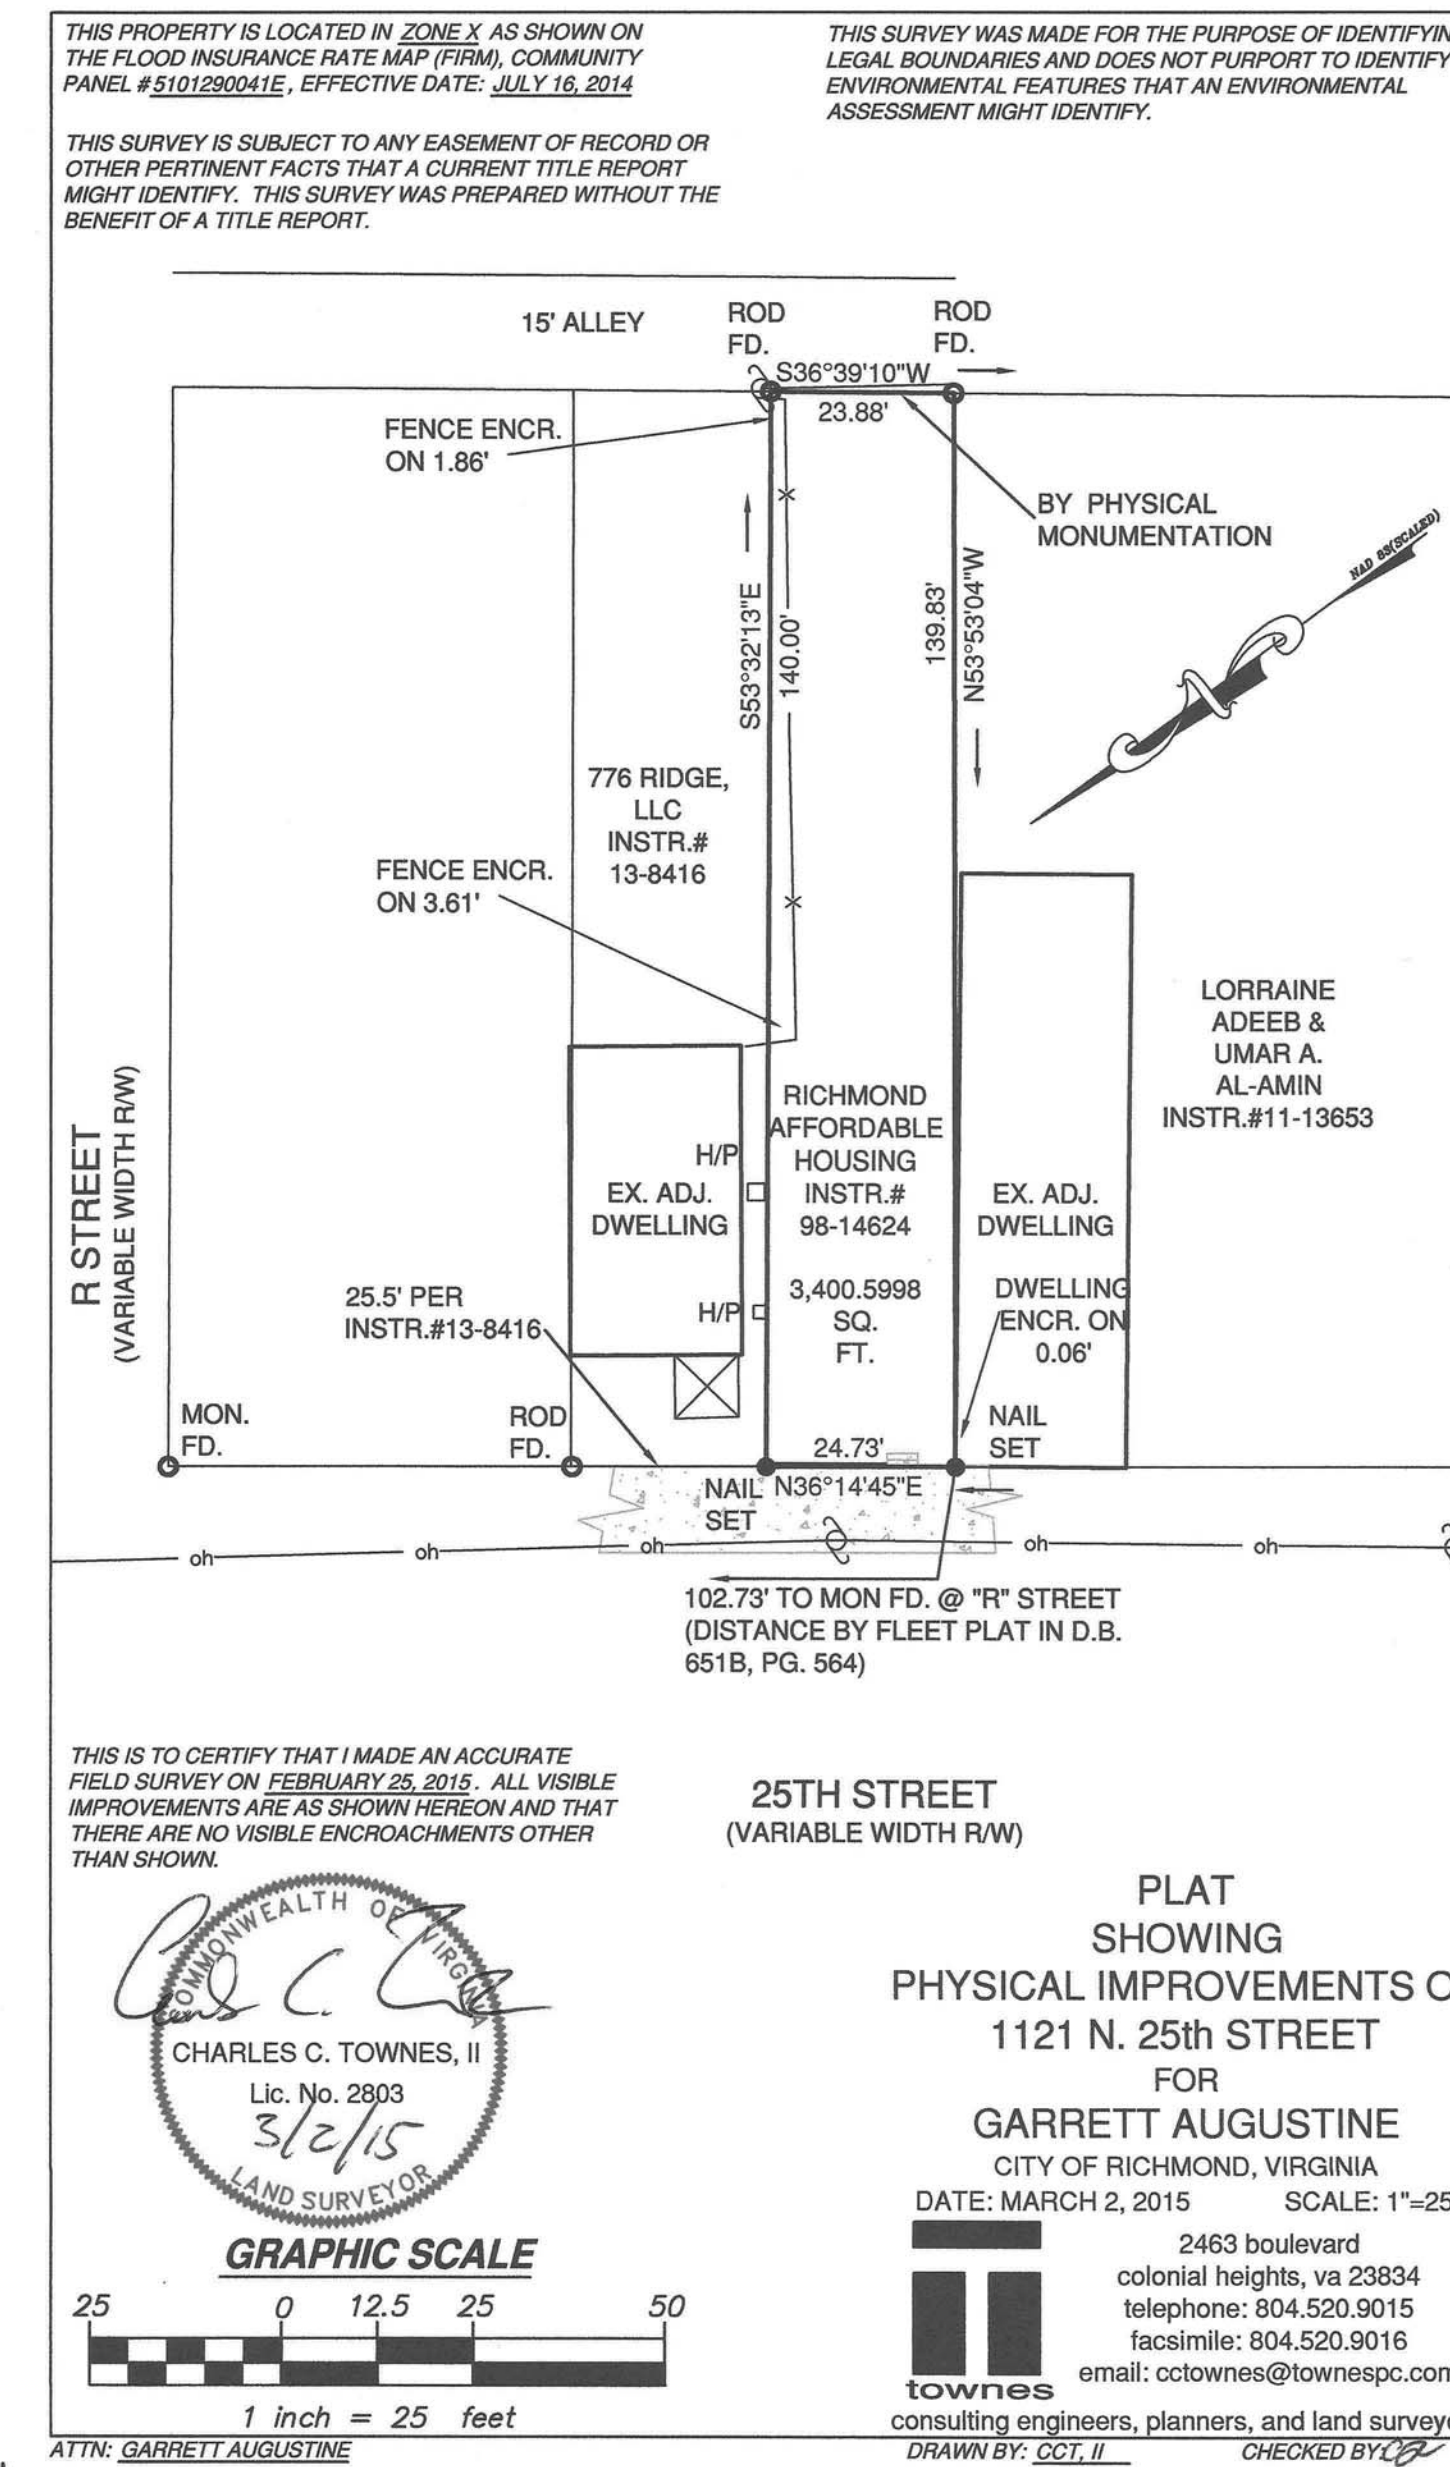 THIS PROPERTY IS LOCATED IN ZONE X AS SHOWN ON
THE FLOOD INSURANCE RATE MAP (FIRM), COMMUNITY
PANEL #5101290041E, EFFECTIVE DATE: JULY 16, 2014
THIS SURVEY IS SUBJECT TO ANY EASEMENT OF RECORD OR
OTHER PERTINENT FACTS THAT A CURRENT TITLE REPORT
MIGHT IDENTIFY. THIS SURVEY WAS PREPARED WITHOUT THE
BENEFIT OF A TITLE REPORT.
THIS SURVEY WAS MADE FOR THE PURPOSE OF IDENTIFYIN
LEGAL BOUNDARIES AND DOES NOT PURPORT TO IDENTIFY
ENVIRONMENTAL FEATURES THAT AN ENVIRONMENTAL
ASSESSMENT MIGHT IDENTIFY.
15' ALLEY
ROD
FD.
ROD
FD.
S36°39'10"W
23.88'
FENCE ENCR.
ON 1.86'
BY PHYSICAL
MONUMENTATION
NAD 83(SCALED)
N
S53°32'13"E
140.00'
139.83'
N53°53'04"W
776 RIDGE,
LLC
INSTR.#
13-8416
FENCE ENCR.
ON 3.61'
LORRAINE
ADEEB &
UMAR A.
AL-AMIN
INSTR.#11-13653
R STREET
(VARIABLE WIDTH R/W)
RICHMOND
AFFORDABLE
HOUSING
INSTR.#
98-14624
3,400.5998
SQ.
FT.
H/P
EX. ADJ.
DWELLING
H/P
EX. ADJ.
DWELLING
DWELLING
ENCR. ON
0.06'
25.5' PER
INSTR.#13-8416
MON.
FD.
ROD
FD.
24.73'
NAIL
SET
NAIL
SET
N36°14'45"E
oh oh oh oh oh
102.73' TO MON FD. @ "R" STREET
(DISTANCE BY FLEET PLAT IN D.B.
651B, PG. 564)
THIS IS TO CERTIFY THAT I MADE AN ACCURATE
FIELD SURVEY ON FEBRUARY 25, 2015. ALL VISIBLE
IMPROVEMENTS ARE AS SHOWN HEREON AND THAT
THERE ARE NO VISIBLE ENCROACHMENTS OTHER
THAN SHOWN.
25TH STREET
(VARIABLE WIDTH R/W)
COMMONWEALTH OF VIRGINIA
CHARLES C. TOWNES, II
Lic. No. 2803
3/2/15
LAND SURVEYOR
PLAT
SHOWING
PHYSICAL IMPROVEMENTS O
1121 N. 25th STREET
FOR
GARRETT AUGUSTINE
CITY OF RICHMOND, VIRGINIA
DATE: MARCH 2, 2015 SCALE: 1"=25
GRAPHIC SCALE
25 0 12.5 25 50
1 inch = 25 feet
townes
2463 boulevard
colonial heights, va 23834
telephone: 804.520.9015
facsimile: 804.520.9016
email: cctownes@townespc.com
consulting engineers, planners, and land surveyo
ATTN: GARRETT AUGUSTINE
DRAWN BY: CCT, II
CHECKED BY: